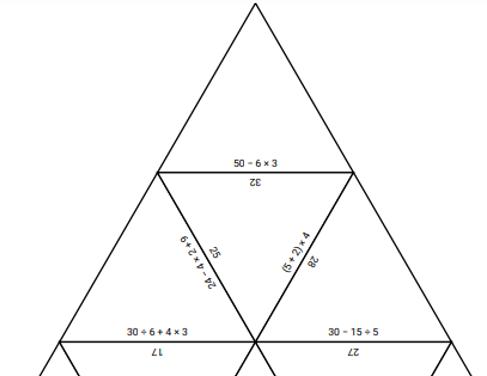 50 − 6 × 3
32
25
24 − 4 × 2 + 9
(5 + 2) × 4
28
30 ÷ 6 + 4 × 3
17
30 − 15 ÷ 5
27